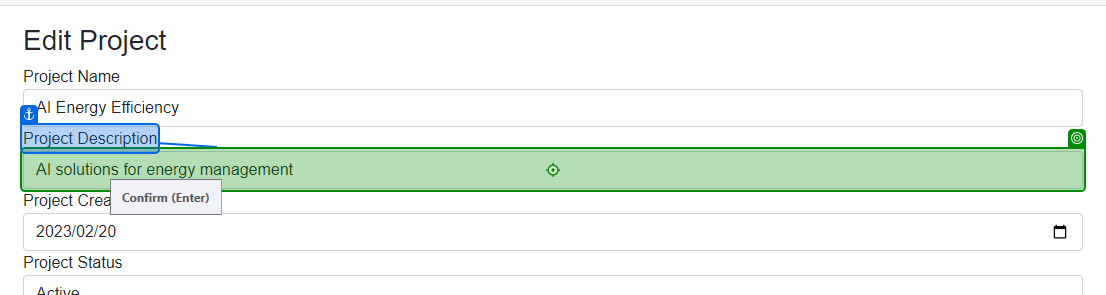 Edit Project
Project Name
AI Energy Efficiency
Project Description
AI solutions for energy management
Confirm (Enter)
Project Crea
2023/02/20
Project Status
Active